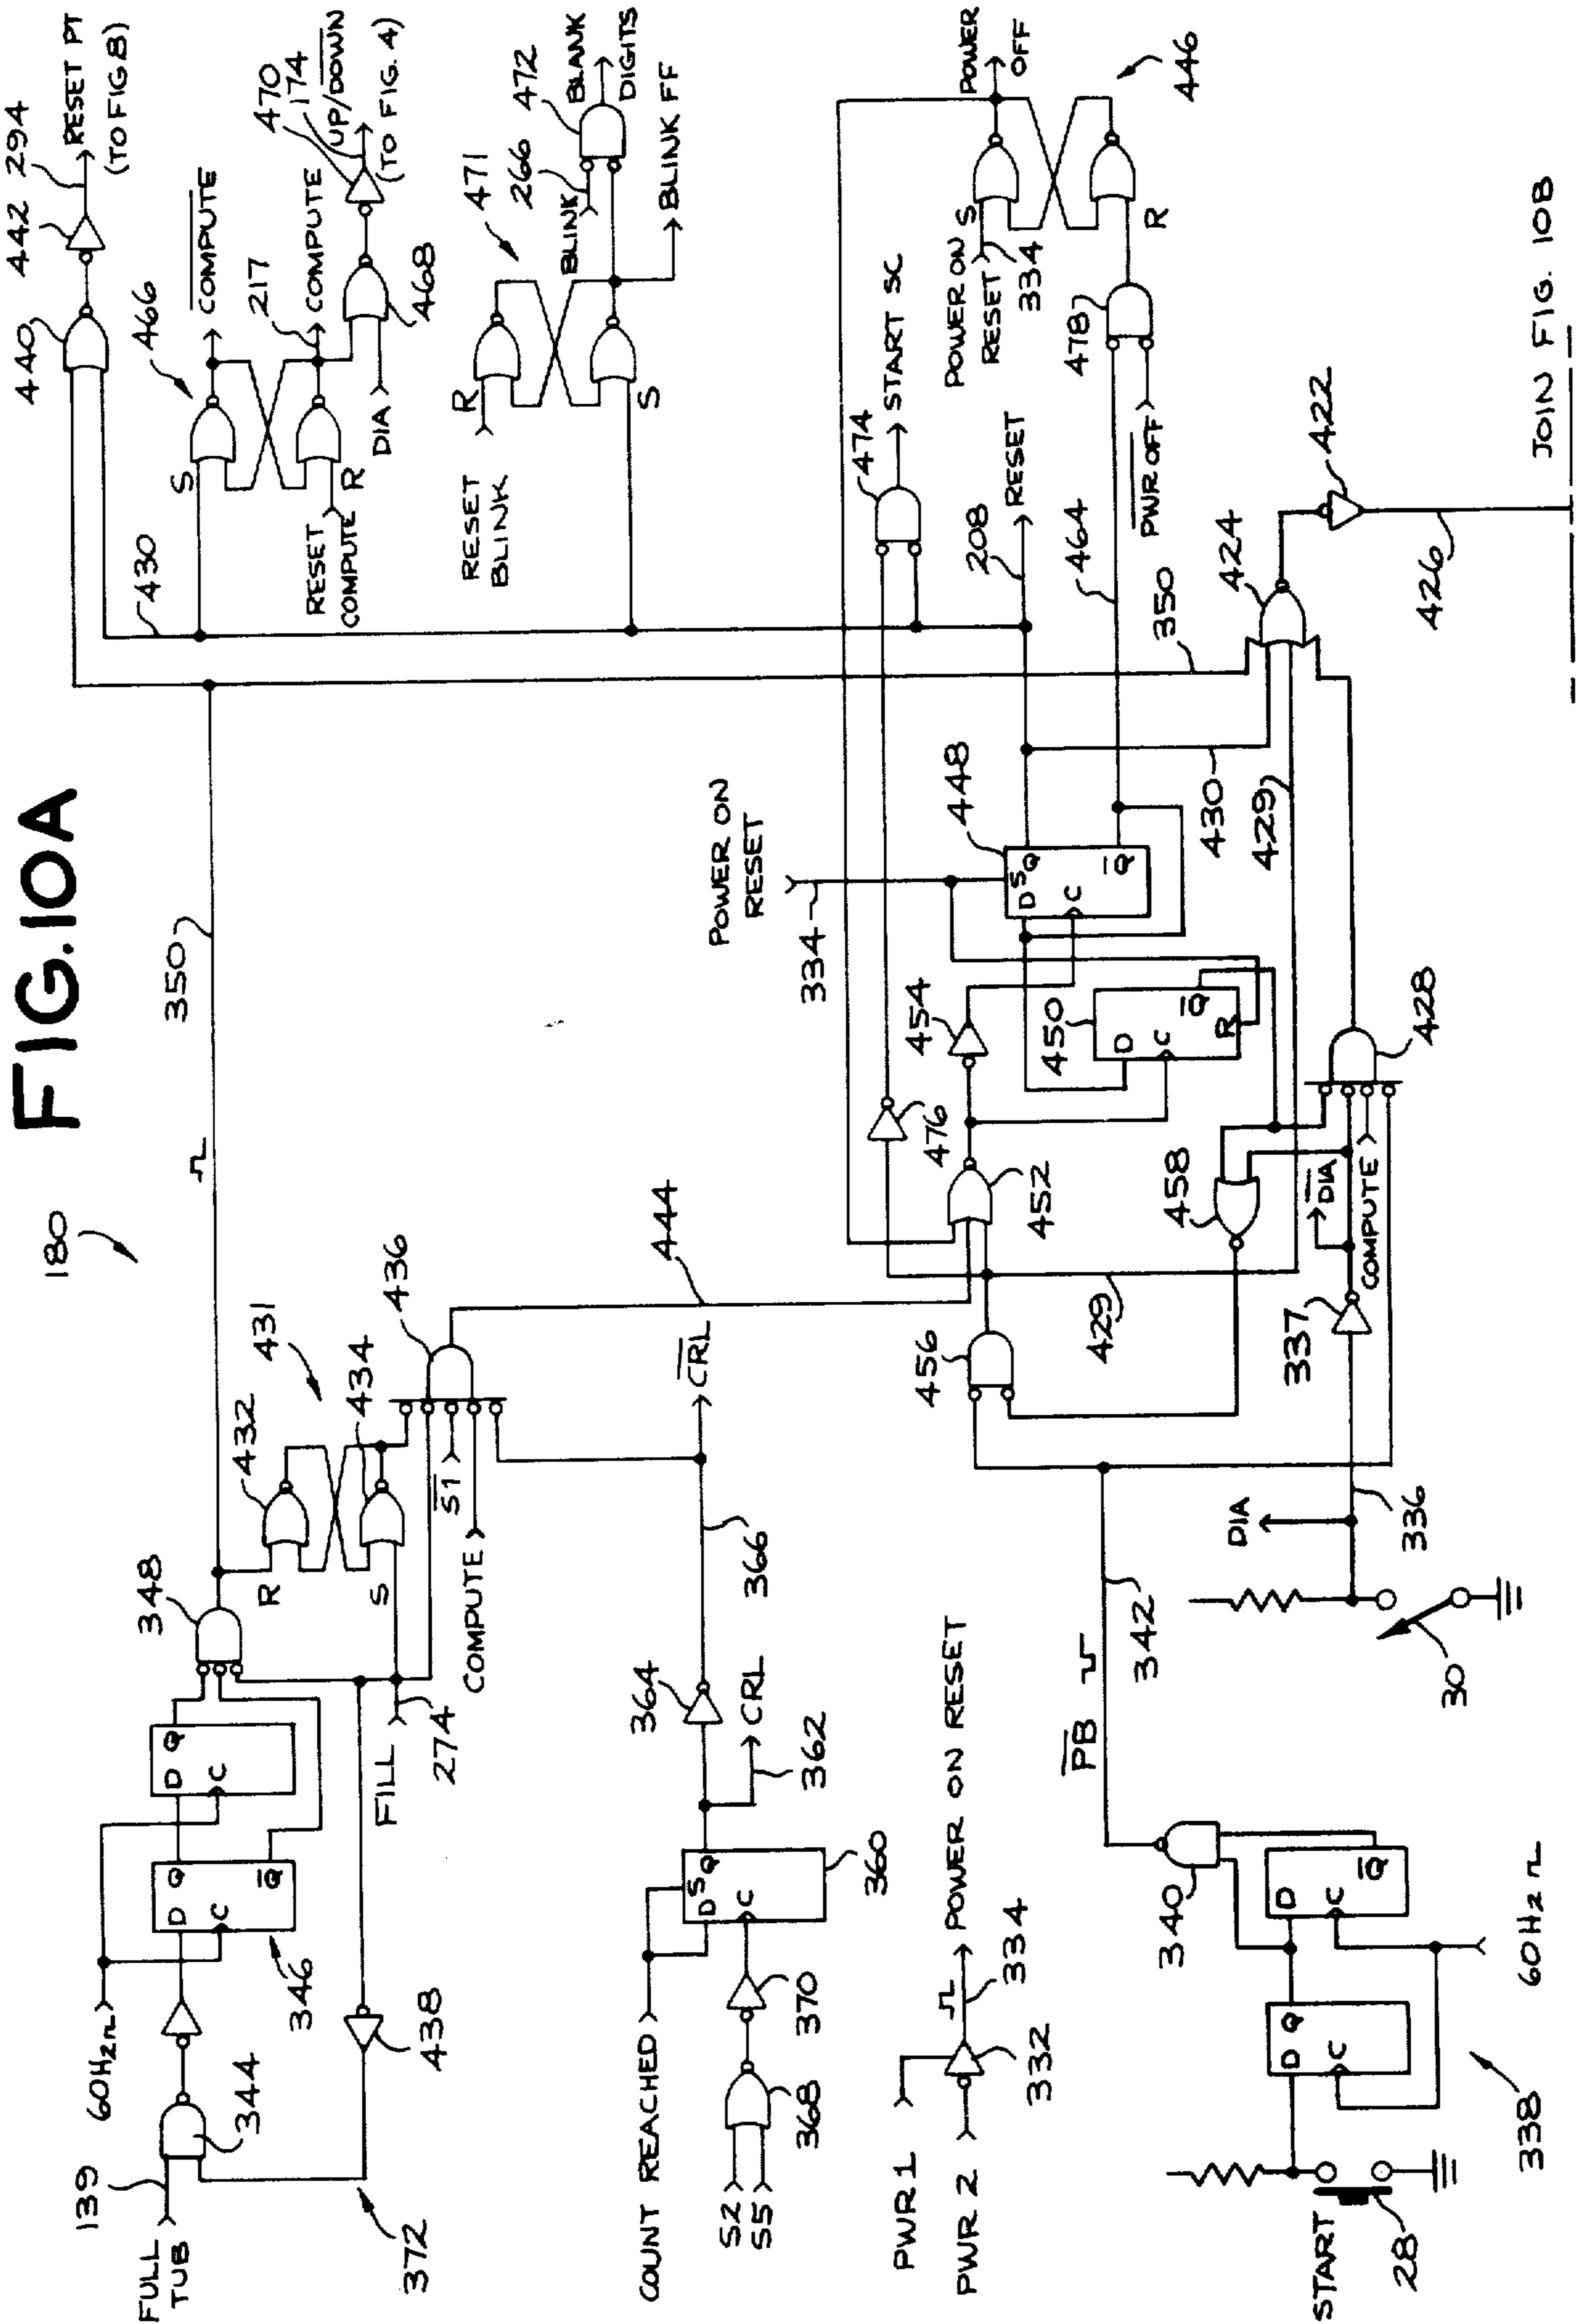 FIG.10A
180
FULL TUB
139
344
372
438
346
60Hz
D Q
C
Q
D Q
C
348
350
FILL
274
R
S
432
431
434
436
S1
COMPUTE
444
COUNT REACHED
S2
S5
368
370
D S Q
C
360
362
CRL
364
366
CRL
PWR 1
PWR 2
332
334
POWER ON RESET
START
28
338
D Q
C
D
C
Q
60Hz
340
PB
342
30
336
DIA
337
DIA
COMPUTE
428
456
429
458
452
476
454
450
D
C
Q
R
334
POWER ON
RESET
448
D S Q
C
Q
430
429
350
464
208
RESET
474
START SC
424
422
426
JOIN FIG. 10B
478
PWR OFF
POWER ON
RESET
334
S
R
POWER
OFF
446
430
440
442
294
RESET PT
(TO FIG 8)
466
S
R
COMPUTE
217
COMPUTE
RESET
COMPUTE
DIA
468
470
174
UP/DOWN
(TO FIG. 4)
471
R
S
RESET
BLINK
BLINK
266
472
BLANK
DIGITS
BLINK FF